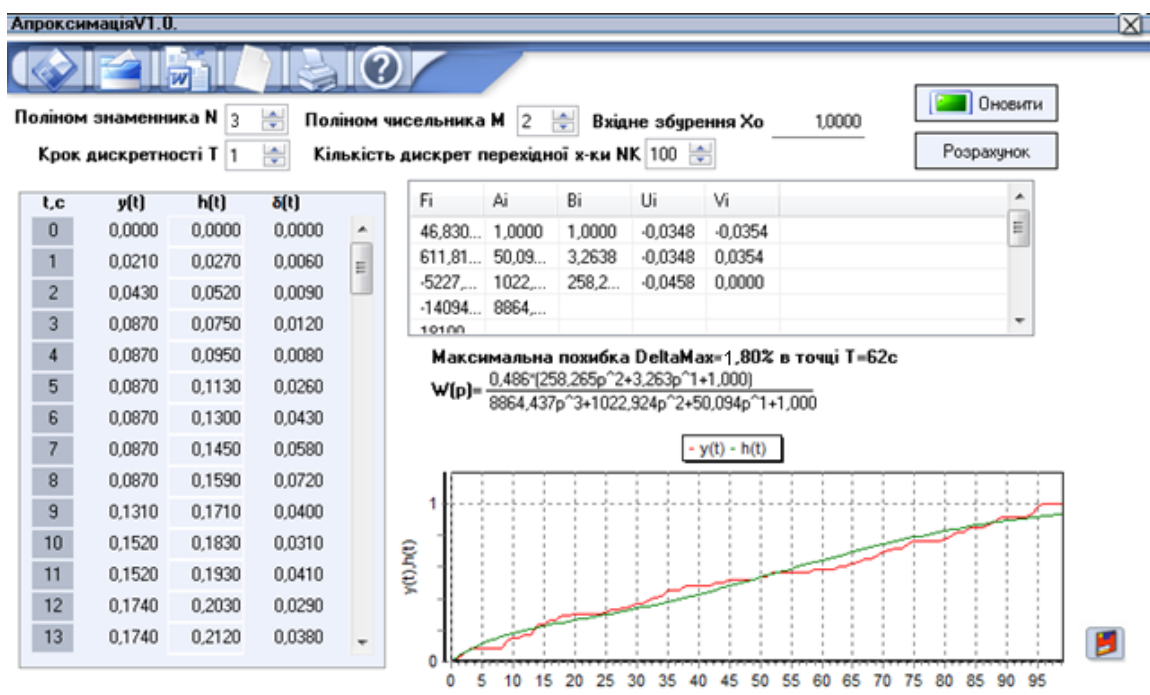 АпроксимаціяV1.0.
Поліном знаменника N 3 Поліном чисельника M 2 Вхідне збурення Xo 1,0000 Оновити
Крок дискретності T 1 Кількість дискрет перехідної х-ки NK 100 Розрахунок
t,c y(t) h(t) δ(t)
0 0,0000 0,0000 0,0000
1 0,0210 0,0270 0,0060
2 0,0430 0,0520 0,0090
3 0,0870 0,0750 0,0120
4 0,0870 0,0950 0,0080
5 0,0870 0,1130 0,0260
6 0,0870 0,1300 0,0430
7 0,0870 0,1450 0,0580
8 0,0870 0,1590 0,0720
9 0,1310 0,1710 0,0400
10 0,1520 0,1830 0,0310
11 0,1520 0,1930 0,0410
12 0,1740 0,2030 0,0290
13 0,1740 0,2120 0,0380
Fi Ai Bi Ui Vi
46,830... 1,0000 1,0000 -0,0348 -0,0354
611,81... 50,09... 3,2638 -0,0348 0,0354
-5227,... 1022,... 258,2... -0,0458 0,0000
-14094... 8864,...
Максимальна похибка DeltaMax=1,80% в точці T=62с
W(p)= 0,486*(258,265p^2+3,263p^1+1,000)
8864,437p^3+1022,924p^2+50,094p^1+1,000
- y(t) - h(t)
y(t),h(t)
1
0
0 5 10 15 20 25 30 35 40 45 50 55 60 65 70 75 80 85 90 95